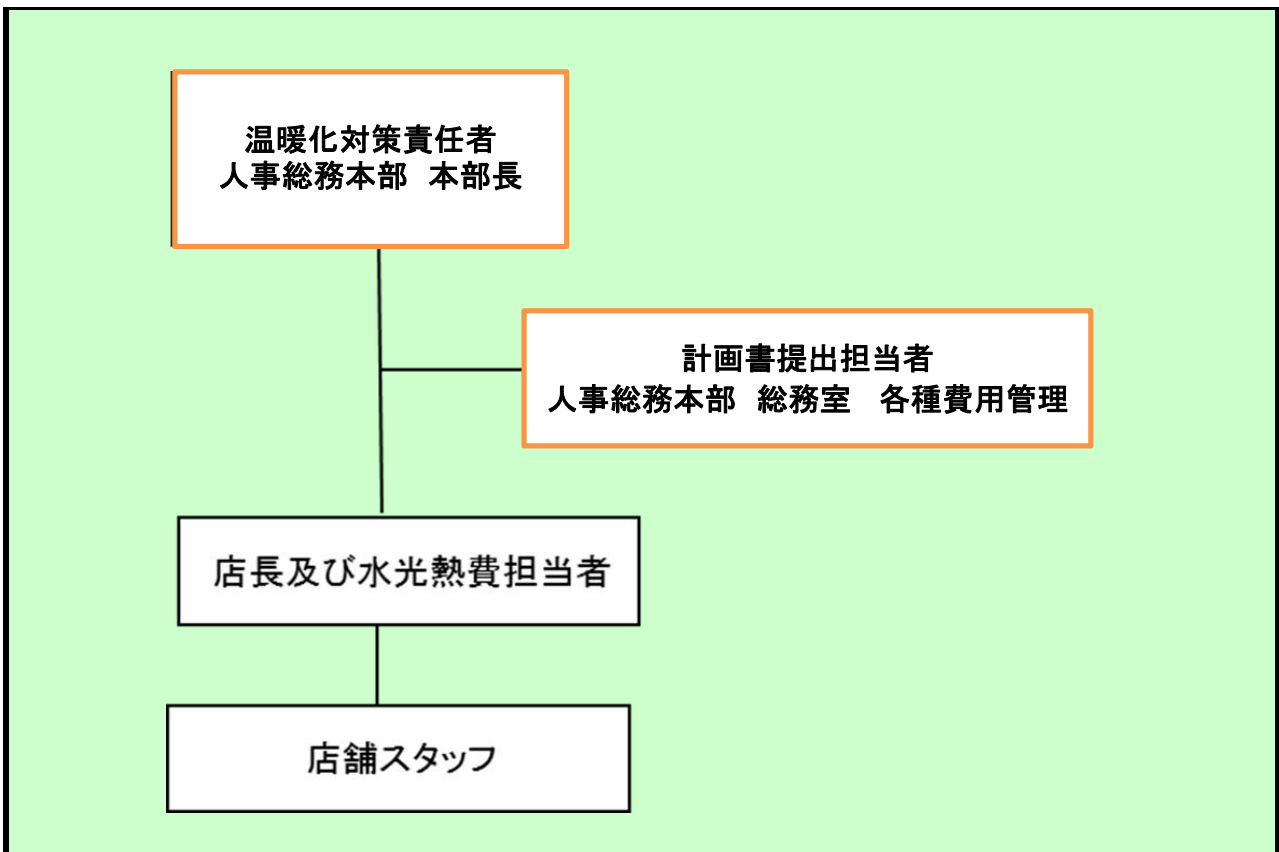 温暖化対策責任者
人事総務本部　本部長
計画書提出担当者
人事総務本部　総務室　各種費用管理
店長及び水光熱費担当者
店舗スタッフ